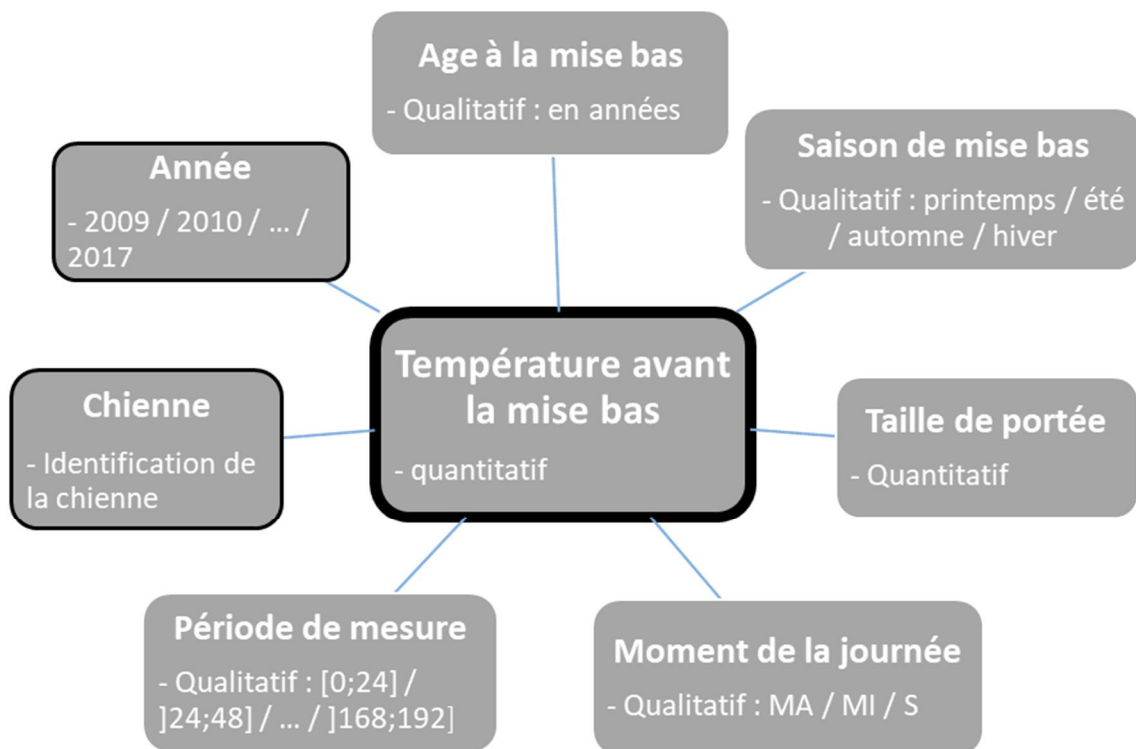 Age à la mise bas
- Qualitatif : en années
Saison de mise bas
- Qualitatif : printemps / été
/ automne / hiver
Année
- 2009 / 2010 / ... /
2017
Température avant
la mise bas
- quantitatif
Chienne
- Identification de
la chienne
Taille de portée
- Quantitatif
Période de mesure
- Qualitatif : [0;24] /
]24;48] / ... / ]168;192]
Moment de la journée
- Qualitatif : MA / MI / S